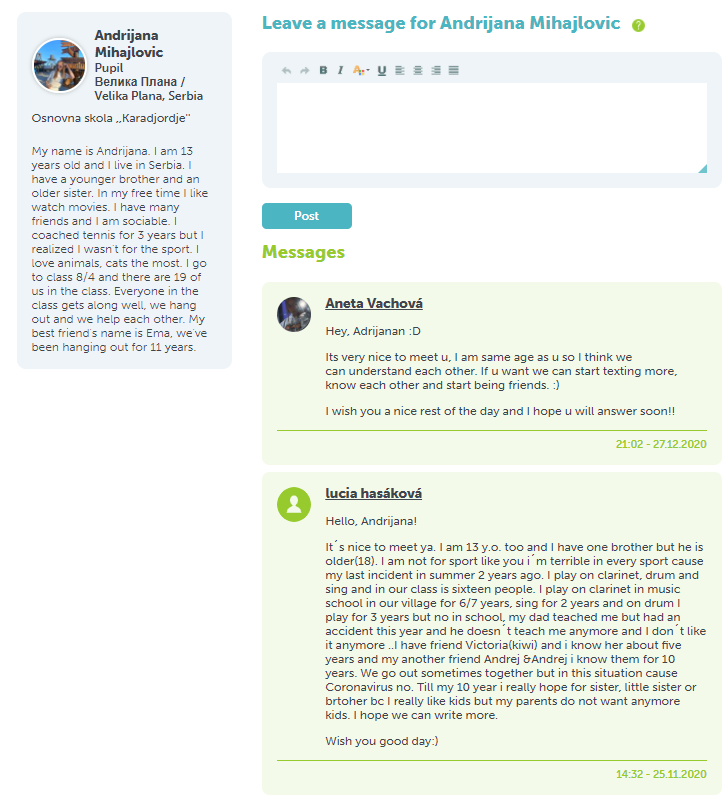 Andrijana
Mihajlovic
Pupil
Велика Плана /
Velika Plana, Serbia
Osnovna skola ,,Karadjordje''
My name is Andrijana. I am 13
years old and I live in Serbia. I
have a younger brother and an
older sister. In my free time I like
watch movies. I have many
friends and I am sociable. I
coached tennis for 3 years but I
realized I wasn't for the sport. I
love animals, cats the most. I go
to class 8/4 and there are 19 of
us in the class. Everyone in the
class gets along well, we hang
out and we help each other. My
best friend's name is Ema, we've
been hanging out for 11 years.
Leave a message for Andrijana Mihajlovic ?
B I A U
Post
Messages
Aneta Vachová
Hey, Adrijanan :D
Its very nice to meet u, I am same age as u so I think we
can understand each other. If u want we can start texting more,
know each other and start being friends. :)
I wish you a nice rest of the day and I hope u will answer soon!!
21:02 - 27.12.2020
lucia hasáková
Hello, Andrijana!
It´s nice to meet ya. I am 13 y.o. too and I have one brother but he is
older(18). I am not for sport like you i´m terrible in every sport cause
my last incident in summer 2 years ago. I play on clarinet, drum and
sing and in our class is sixteen people. I play on clarinet in music
school in our village for 6/7 years, sing for 2 years and on drum I
play for 3 years but no in school, my dad teached me but had an
accident this year and he doesn´t teach me anymore and I don´t like
it anymore ..I have friend Victoria(kiwi) and i know her about five
years and my another friend Andrej &Andrej i know them for 10
years. We go out sometimes together but in this situation cause
Coronavirus no. Till my 10 year i really hope for sister, little sister or
brtoher bc I really like kids but my parents do not want anymore
kids. I hope we can write more.
Wish you good day:)
14:32 - 25.11.2020